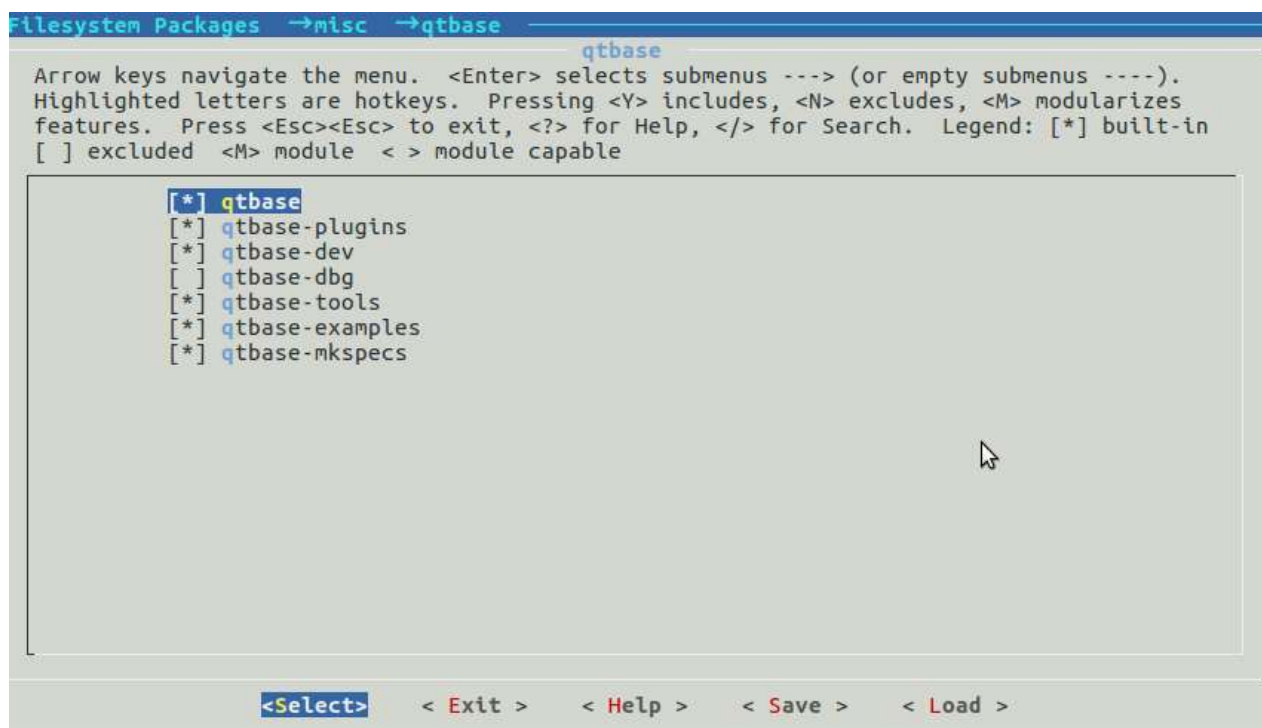 Filesystem Packages →misc →qtbase
qtbase
Arrow keys navigate the menu. <Enter> selects submenus ---> (or empty submenus ----).
Highlighted letters are hotkeys. Pressing <Y> includes, <N> excludes, <M> modularizes
features. Press <Esc><Esc> to exit, <?> for Help, </> for Search. Legend: [*] built-in
[ ] excluded <M> module < > module capable
[*] qtbase
[*] qtbase-plugins
[*] qtbase-dev
[ ] qtbase-dbg
[*] qtbase-tools
[*] qtbase-examples
[*] qtbase-mkspecs
<Select> < Exit > < Help > < Save > < Load >